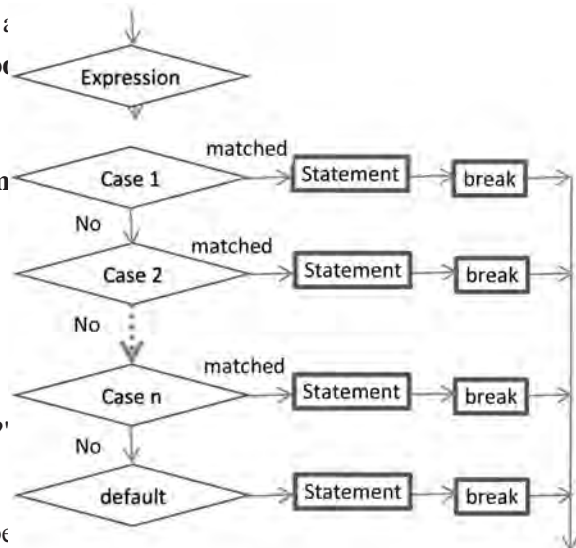 Expression
matched
Case 1 Statement break
No
matched
Case 2 Statement break
No
matched
Case n Statement break
No
default Statement break